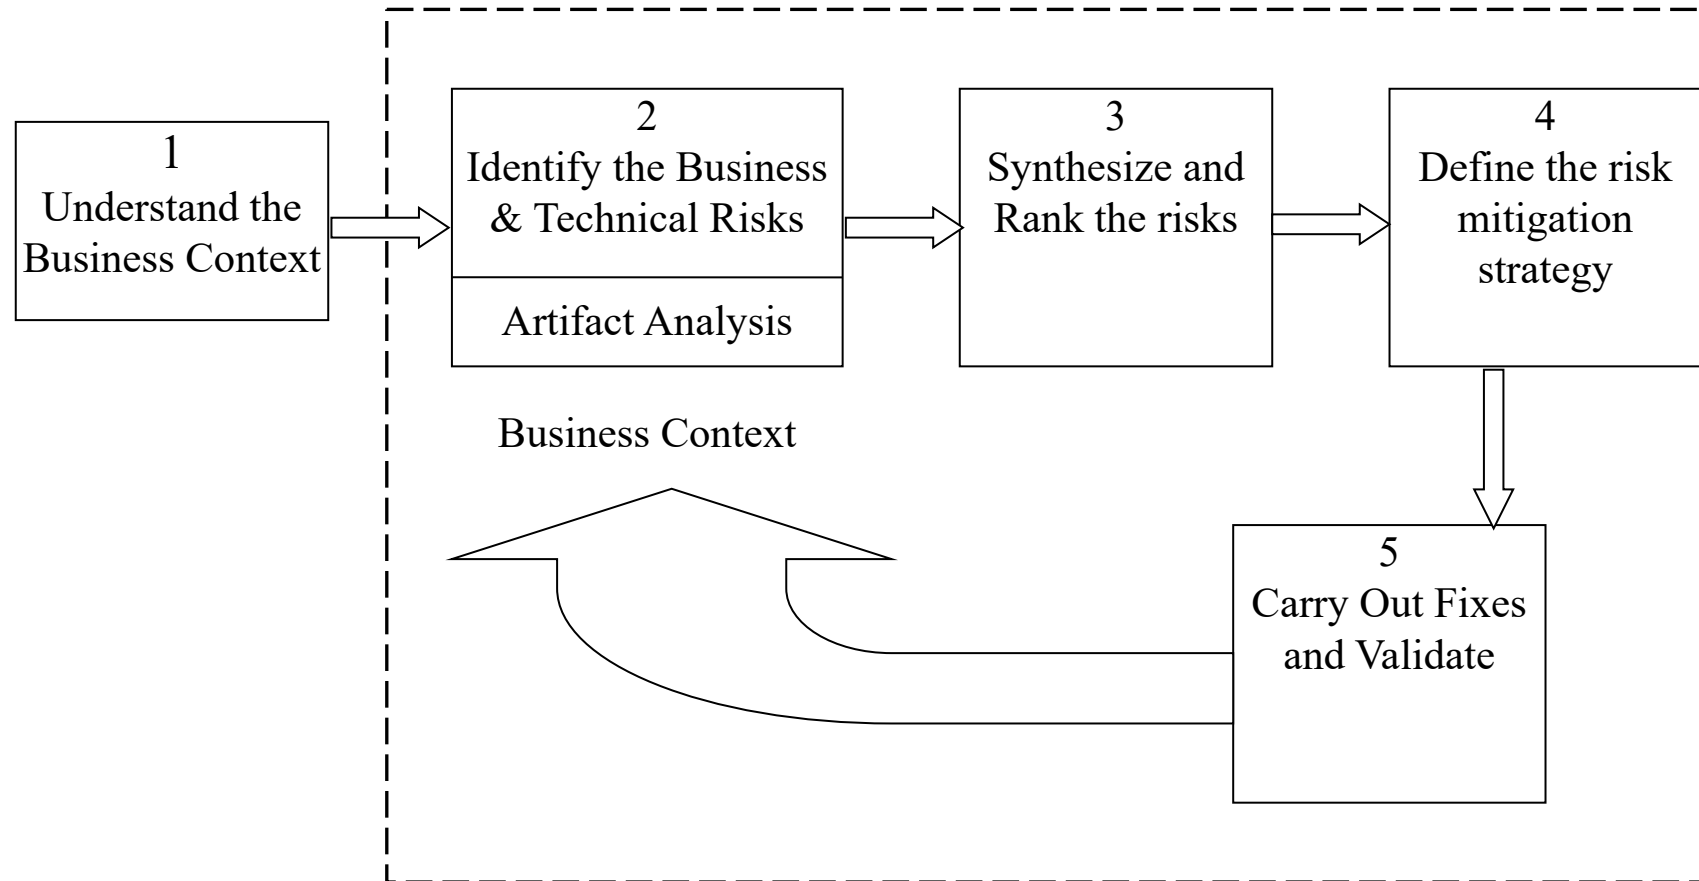 1
Understand the
Business Context
2
Identify the Business
& Technical Risks
Artifact Analysis
Business Context
3
Synthesize and
Rank the risks
4
Define the risk
mitigation
strategy
5
Carry Out Fixes
and Validate